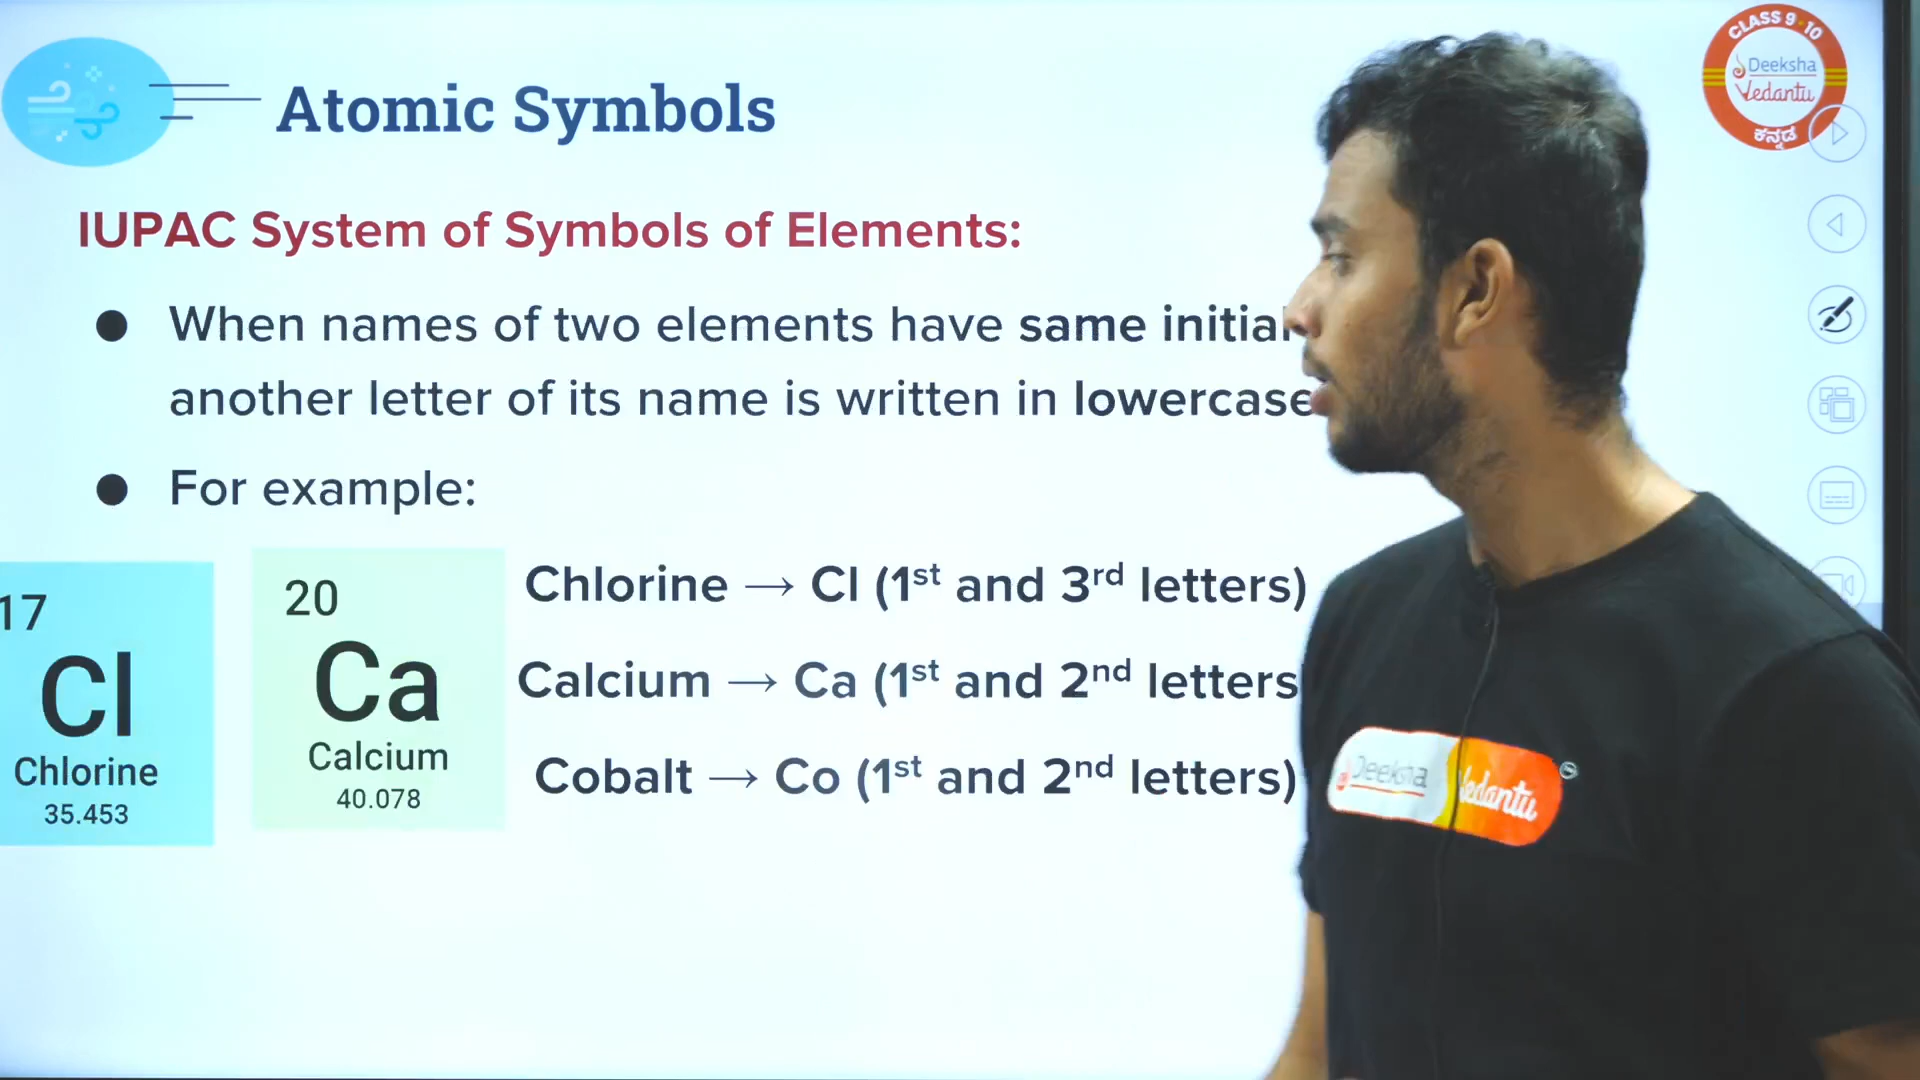 CLASS 9-10
Deeksha
Vedantu
ಕನ್ನಡ
Atomic Symbols
IUPAC System of Symbols of Elements:
● When names of two elements have same initial
another letter of its name is written in lowercase
● For example:
17
Cl
Chlorine
35.453
20
Ca
Calcium
40.078
Chlorine → Cl (1st and 3rd letters)
Calcium → Ca (1st and 2nd letters
Cobalt → Co (1st and 2nd letters)
Deeksha Vedantu